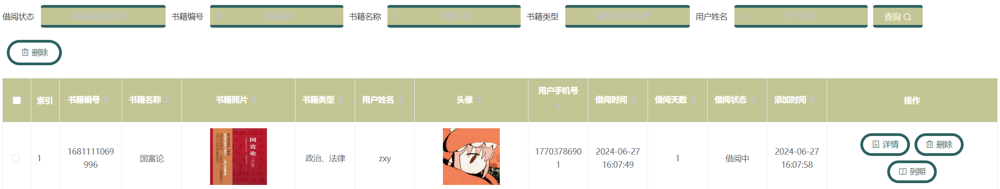 借阅状态 请选择借阅状态 书籍编号 书籍编号 书籍名称 书籍名称 书籍类型 请选择书籍类型 用户姓名 用户姓名 查询
删除
索引 书籍编号 书籍名称 书籍照片 书籍类型 用户姓名 头像 用户手机号 借阅时间 借阅天数 借阅状态 添加时间 操作
1
1681111069
996
国富论
国富论
政治、法律
zxy
1770378690
1
2024-06-27
16:07:49
1
借阅中
2024-06-27
16:07:58
详情 删除
到期